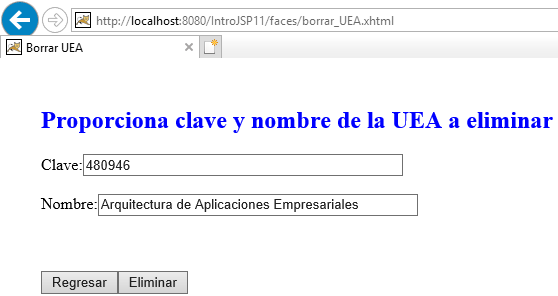 http://localhost:8080/IntroJSP11/faces/borrar_UEA.xhtml
Borrar UEA
Proporciona clave y nombre de la UEA a eliminar
Clave: 480946
Nombre: Arquitectura de Aplicaciones Empresariales
Regresar Eliminar